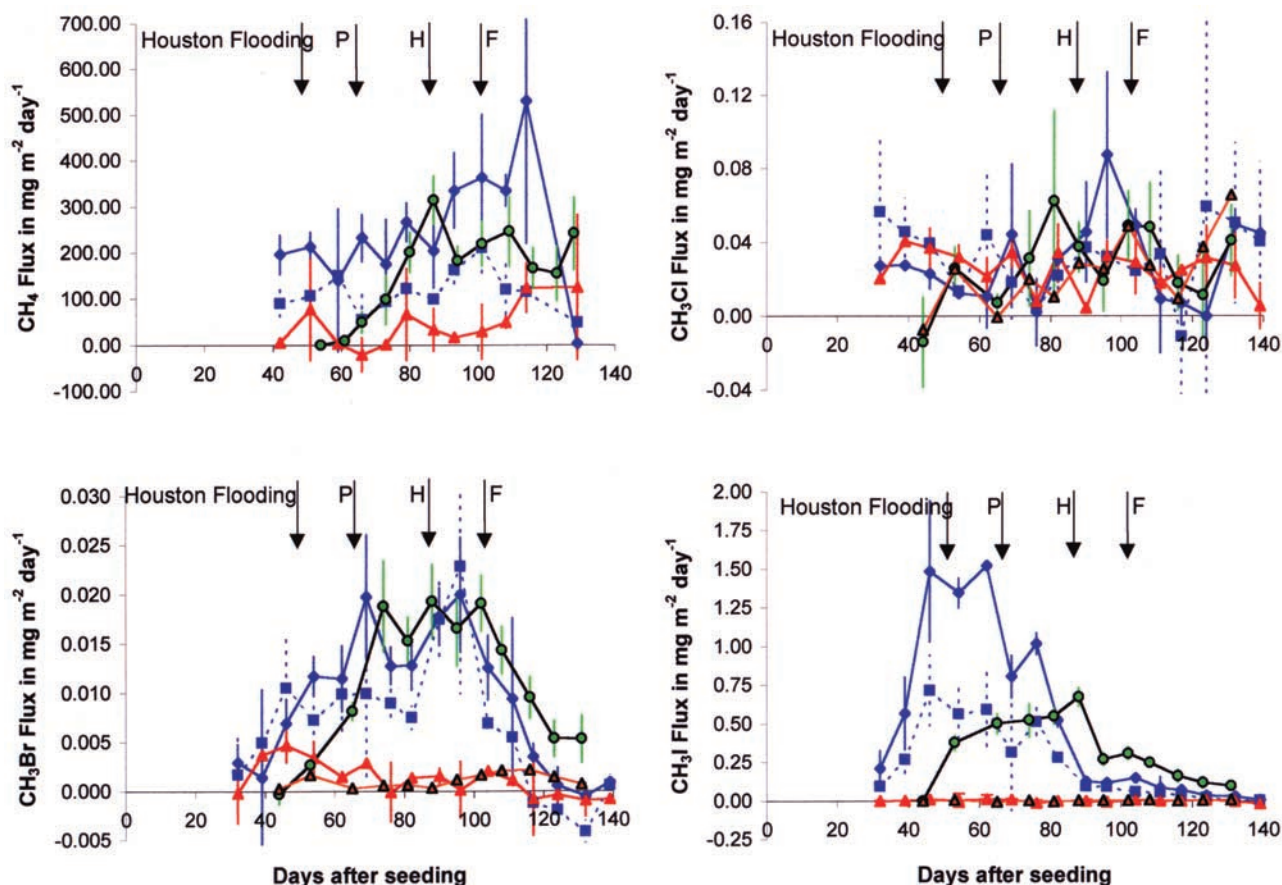 CH₄ Flux in mg m⁻² day⁻¹
700.00
600.00
500.00
400.00
300.00
200.00
100.00
0.00
-100.00
Houston Flooding P H F
0 20 40 60 80 100 120 140
CH₃Cl Flux in mg m⁻² day⁻¹
0.16
0.12
0.08
0.04
0.00
-0.04
Houston Flooding P H F
0 20 40 60 80 100 120 140
CH₃Br Flux in mg m⁻² day⁻¹
0.030
0.025
0.020
0.015
0.010
0.005
0.000
-0.005
Houston Flooding P H F
0 20 40 60 80 100 120 140
Days after seeding
CH₃I Flux in mg m⁻² day⁻¹
2.00
1.75
1.50
1.25
1.00
0.75
0.50
0.25
0.00
-0.25
Houston Flooding P H F
0 20 40 60 80 100 120 140
Days after seeding